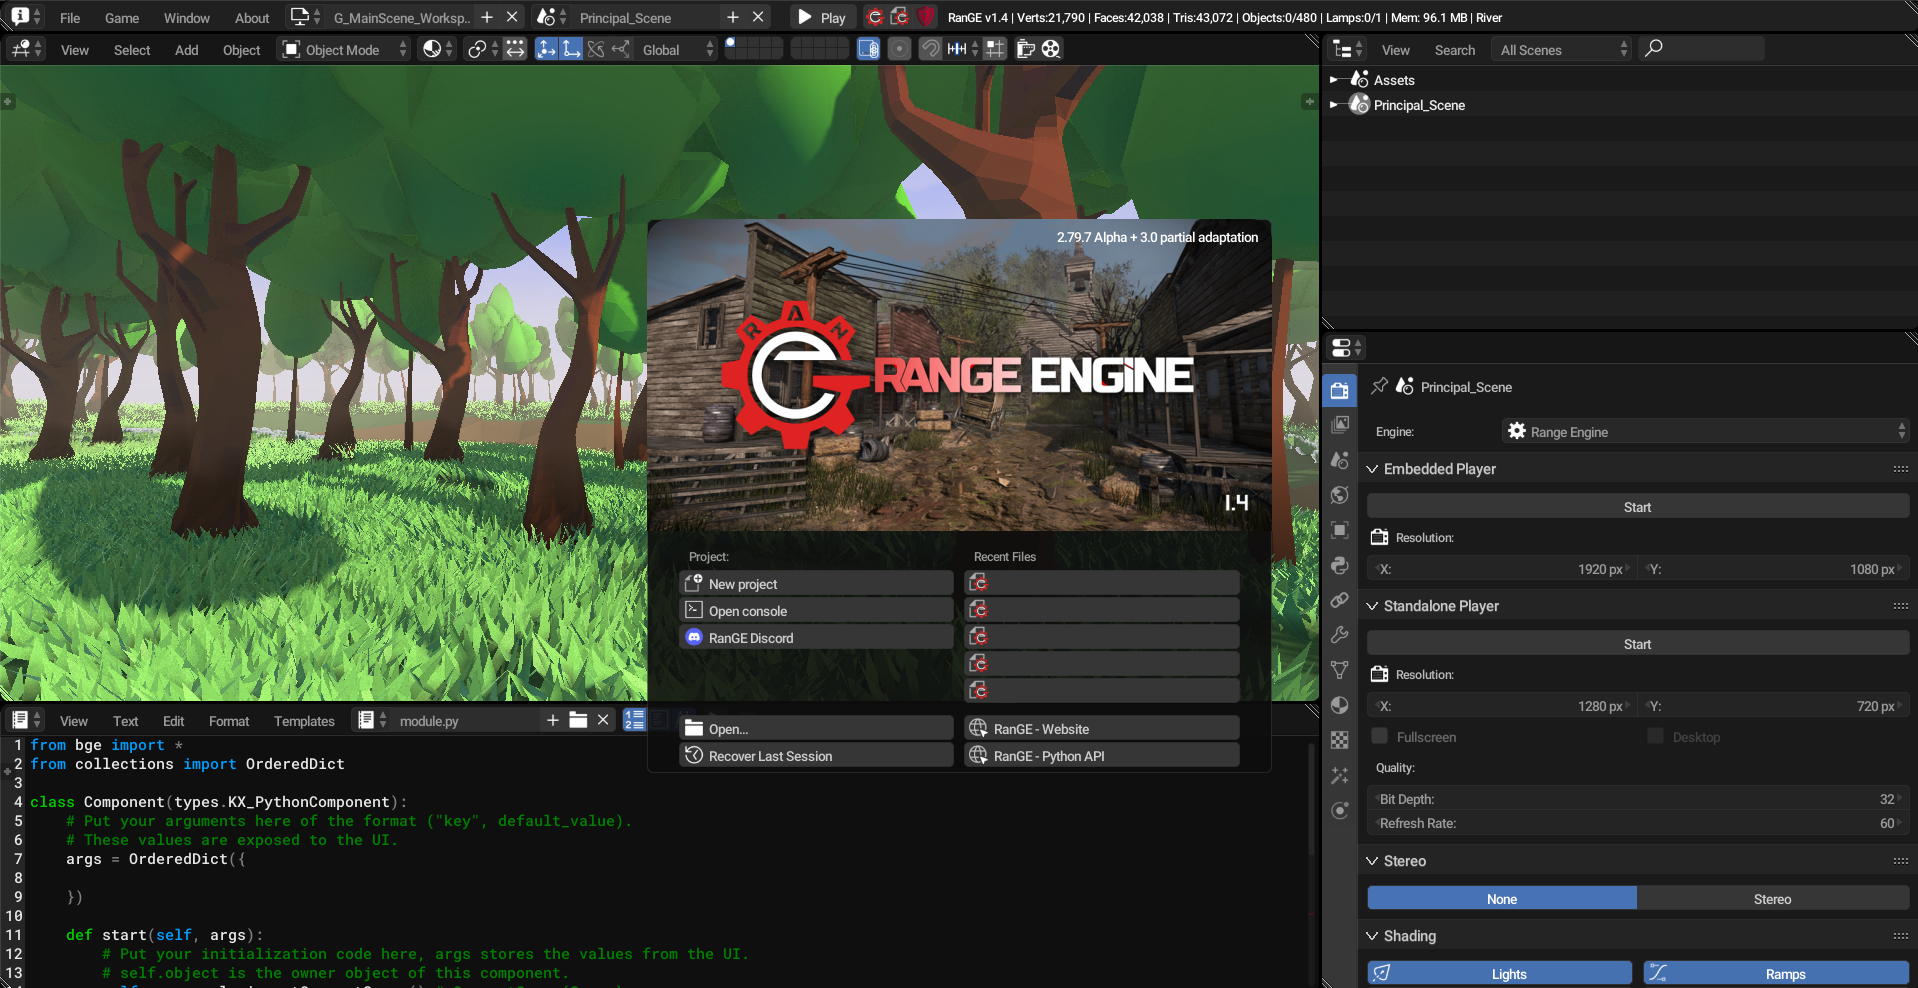 File Game Window About G_MainScene_Worksp.. Principal_Scene Play RanGE v1.4 | Verts:21,790 | Faces:42,038 | Tris:43,072 | Objects:0/480 | Lamps:0/1 | Mem: 96.1 MB | River
View Select Add Object Object Mode Global
View Search All Scenes
Assets
Principal_Scene
2.79.7 Alpha + 3.0 partial adaptation
RAN
RANGE ENGINE
1.4
Project:
New project
Open console
RanGE Discord
Recent Files
Open...
Recover Last Session
RanGE - Website
RanGE - Python API
Principal_Scene
Engine: Range Engine
Embedded Player
Start
Resolution:
X: 1920 px Y: 1080 px
Standalone Player
Start
Resolution:
X: 1280 px Y: 720 px
Fullscreen Desktop
Quality:
Bit Depth: 32
Refresh Rate: 60
Stereo
None Stereo
Shading
Lights Ramps
View Text Edit Format Templates module.py
1 from bge import *
2 from collections import OrderedDict
3
4 class Component(types.KX_PythonComponent):
5 # Put your arguments here of the format ("key", default_value).
6 # These values are exposed to the UI.
7 args = OrderedDict({
8
9 })
10
11 def start(self, args):
12 # Put your initialization code here, args stores the values from the UI.
13 # self.object is the owner object of this component.